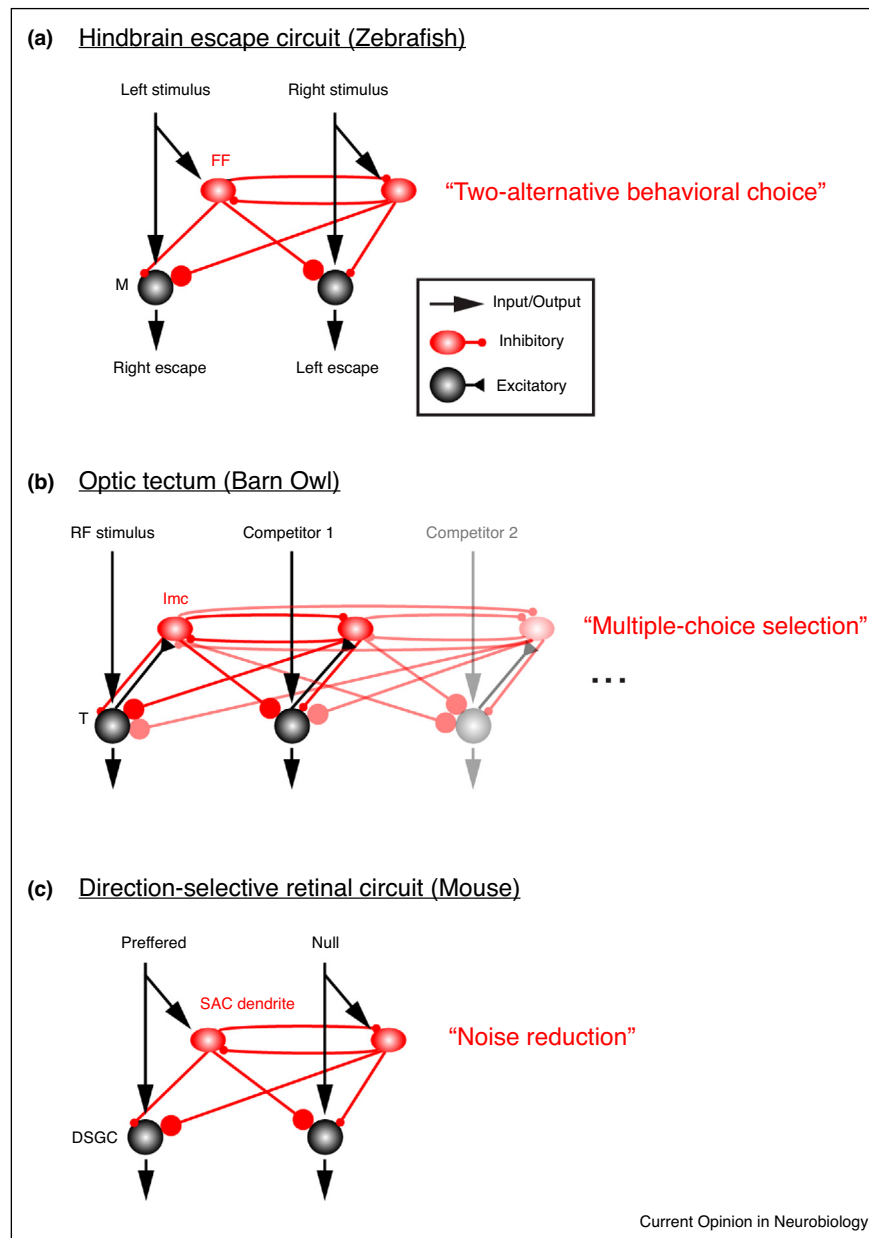 (a) Hindbrain escape circuit (Zebrafish)
Left stimulus Right stimulus
FF
"Two-alternative behavioral choice"
M
Input/Output
Inhibitory
Excitatory
Right escape Left escape
(b) Optic tectum (Barn Owl)
RF stimulus Competitor 1 Competitor 2
Imc
"Multiple-choice selection"
...
T
(c) Direction-selective retinal circuit (Mouse)
Preffered Null
SAC dendrite
"Noise reduction"
DSGC
Current Opinion in Neurobiology